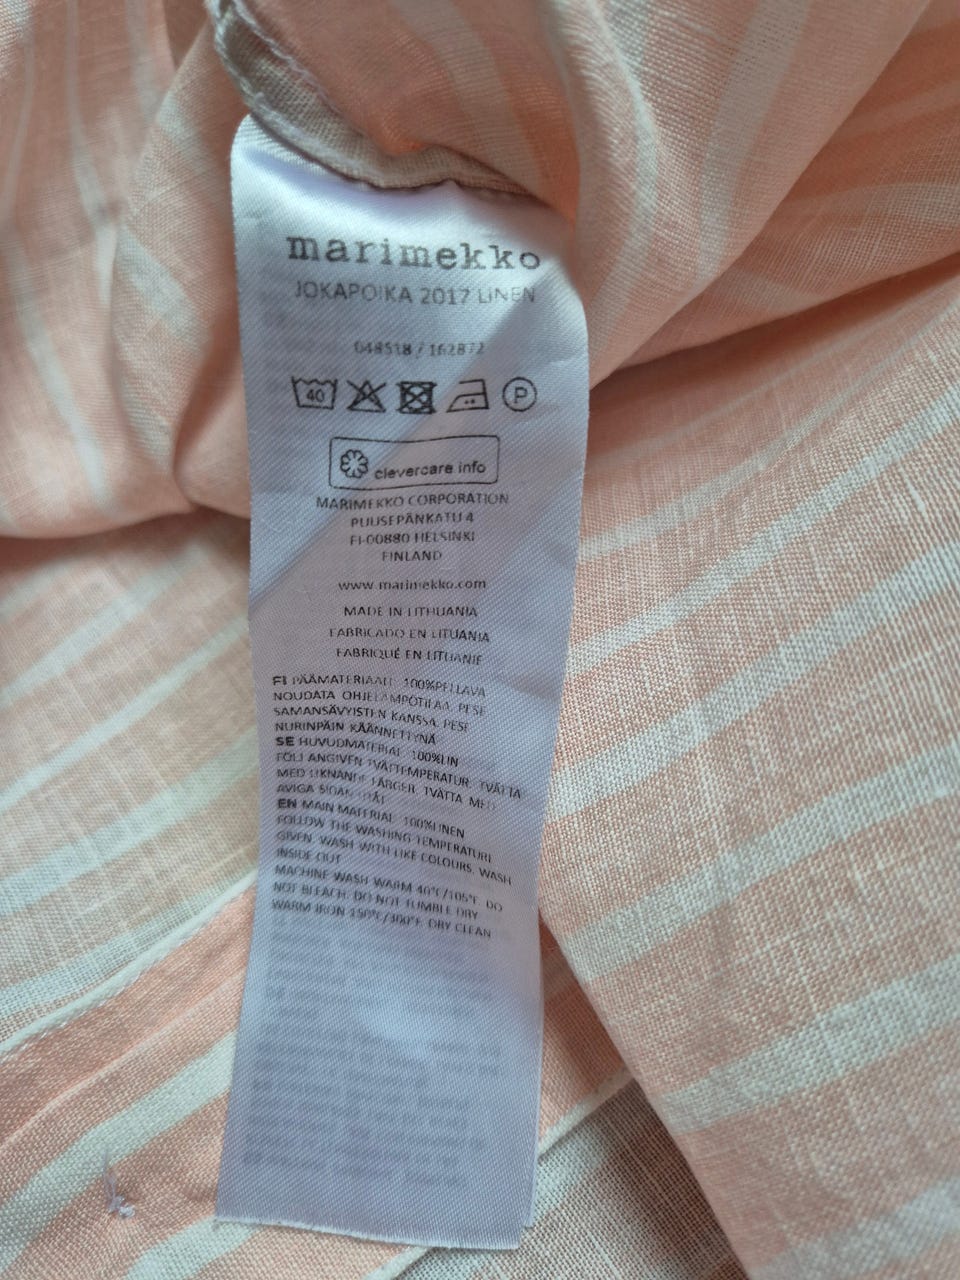 marimekko
JOKAPOIKA 2017 LINEN
048518 / 162872
40
P
clevercare info
MARIMEKKO CORPORATION
PUUSEPÄNKATU 4
FI-00880 HELSINKI
FINLAND
www.marimekko.com
MADE IN LITHUANIA
FABRICADO EN LITUANIA
FABRIQUÉ EN LITUANIE
FI PÄÄMATERIAALI: 100%PELLAVA
NOUDATA OHJELÄMPÖTILAA, PESE
SAMANSÄVYISTEN KANSSA, PESE
NURINPÄIN KÄÄNNETTYNÄ
SE HUVUDMATERIAL: 100%LIN
FÖLJ ANGIVEN TVÄTTEMPERATUR, TVÄTTA
MED LIKNANDE FÄRGER, TVÄTTA MED
AVIGA SIDAN UTÅT
EN MAIN MATERIAL: 100%LINEN
FOLLOW THE WASHING TEMPERATURE
GIVEN, WASH WITH LIKE COLOURS, WASH
INSIDE OUT
MACHINE WASH WARM 40°C/105°F. DO
NOT BLEACH. DO NOT TUMBLE DRY
WARM IRON 150°C/300°F. DRY CLEAN